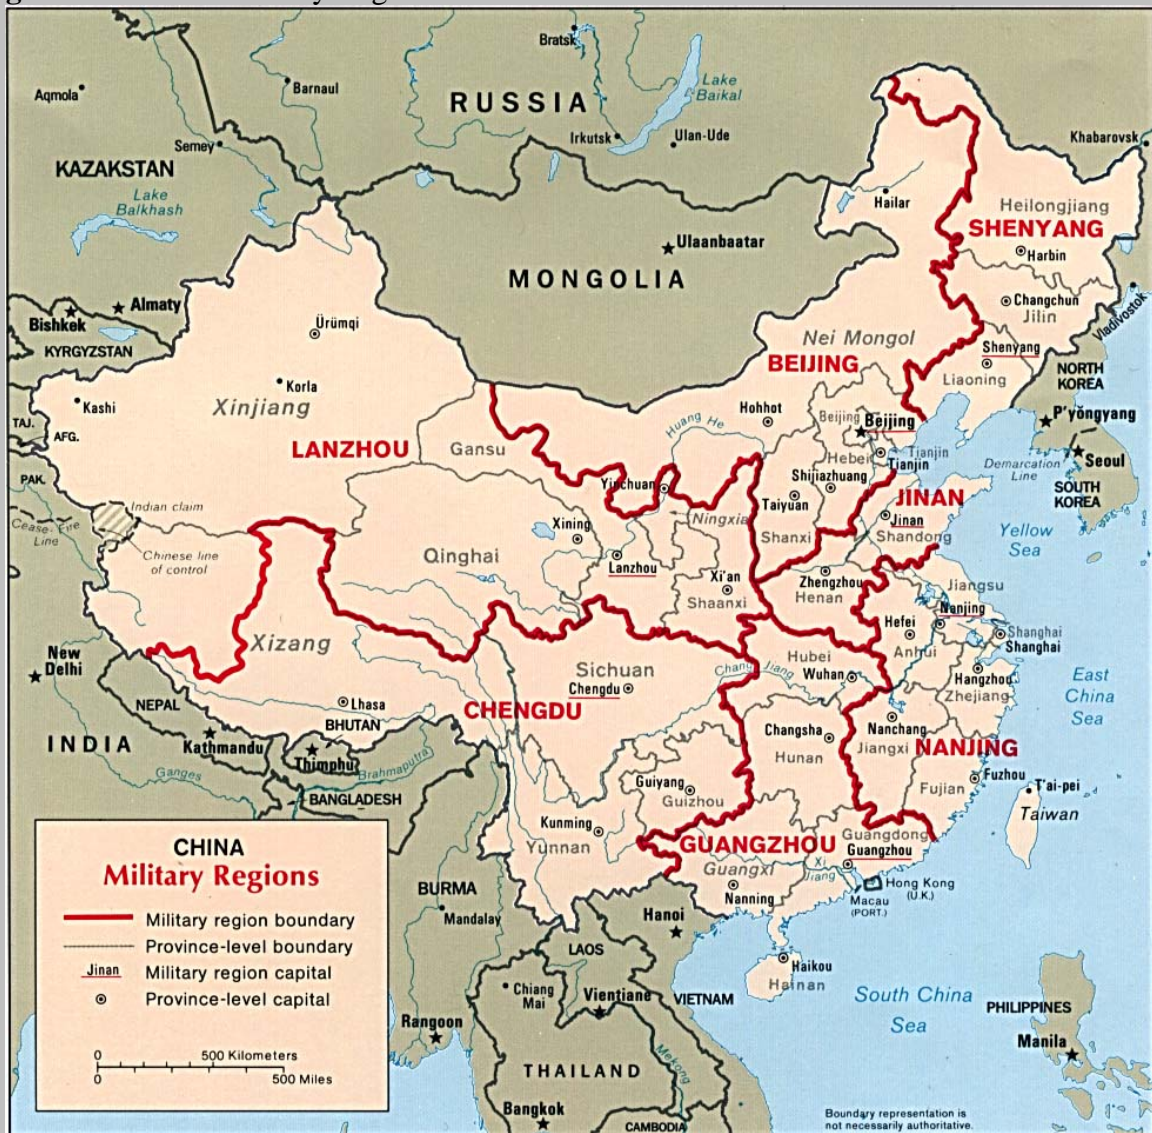 Bratsk
Aqmola
Barnaul
RUSSIA
Lake
Baikal
Irkutsk
Ulan-Ude
Khabarovsk
Semey
KAZAKSTAN
Lake
Balkhash
Hailar
Heilongjiang
SHENYANG
Harbin
Ulaanbaatar
MONGOLIA
Almaty
Bishkek
KYRGYZSTAN
Ürümqi
Changchun
Jilin
Vladivostok
Nei Mongol
BEIJING
Shenyang
Liaoning
NORTH
KOREA
Korla
Kashi
Xinjiang
TAJ.
AFG.
Hohhot
Huang He
Beijing
Beijing
P'yŏngyang
LANZHOU
Gansu
Hebei
Tianjin
Tianjin
Demarcation
Line
Seoul
SOUTH
KOREA
PAK.
Yinchuan
Shijiazhuang
Taiyuan
JINAN
Jinan
Shandong
Indian claim
Cease-Fire
Line
Chinese line
of control
Xining
Ningxia
Shanxi
Yellow
Sea
Qinghai
Lanzhou
Xi'an
Shaanxi
Zhengzhou
Henan
Jiangsu
Nanjing
Xizang
Hefei
Anhui
Shanghai
Shanghai
New
Delhi
Sichuan
Chengdu
Chang Jiang
Hubei
Wuhan
Hangzhou
Zhejiang
East
China
Sea
NEPAL
Lhasa
CHENGDU
BHUTAN
INDIA
Kathmandu
Thimphu
Changsha
Hunan
Nanchang
Jiangxi
NANJING
Ganges
Brahmaputra
BANGLADESH
Guiyang
Guizhou
Fujian
Fuzhou
T'ai-pei
Taiwan
Kunming
Yunnan
GUANGZHOU
Guangdong
Guangzhou
Guangxi
Xi
Jiang
Nanning
Macau
(PORT.)
Hong Kong
(U.K.)
CHINA
Military Regions
Military region boundary
Province-level boundary
Jinan Military region capital
Province-level capital
0 500 Kilometers
0 500 Miles
BURMA
Mandalay
Hanoi
LAOS
Haikou
Hainan
Chiang
Mai
Vientiane
VIETNAM
South China
Sea
PHILIPPINES
Manila
Rangoon
Mekong
THAILAND
Bangkok
CAMBODIA
Boundary representation is
not necessarily authoritative.